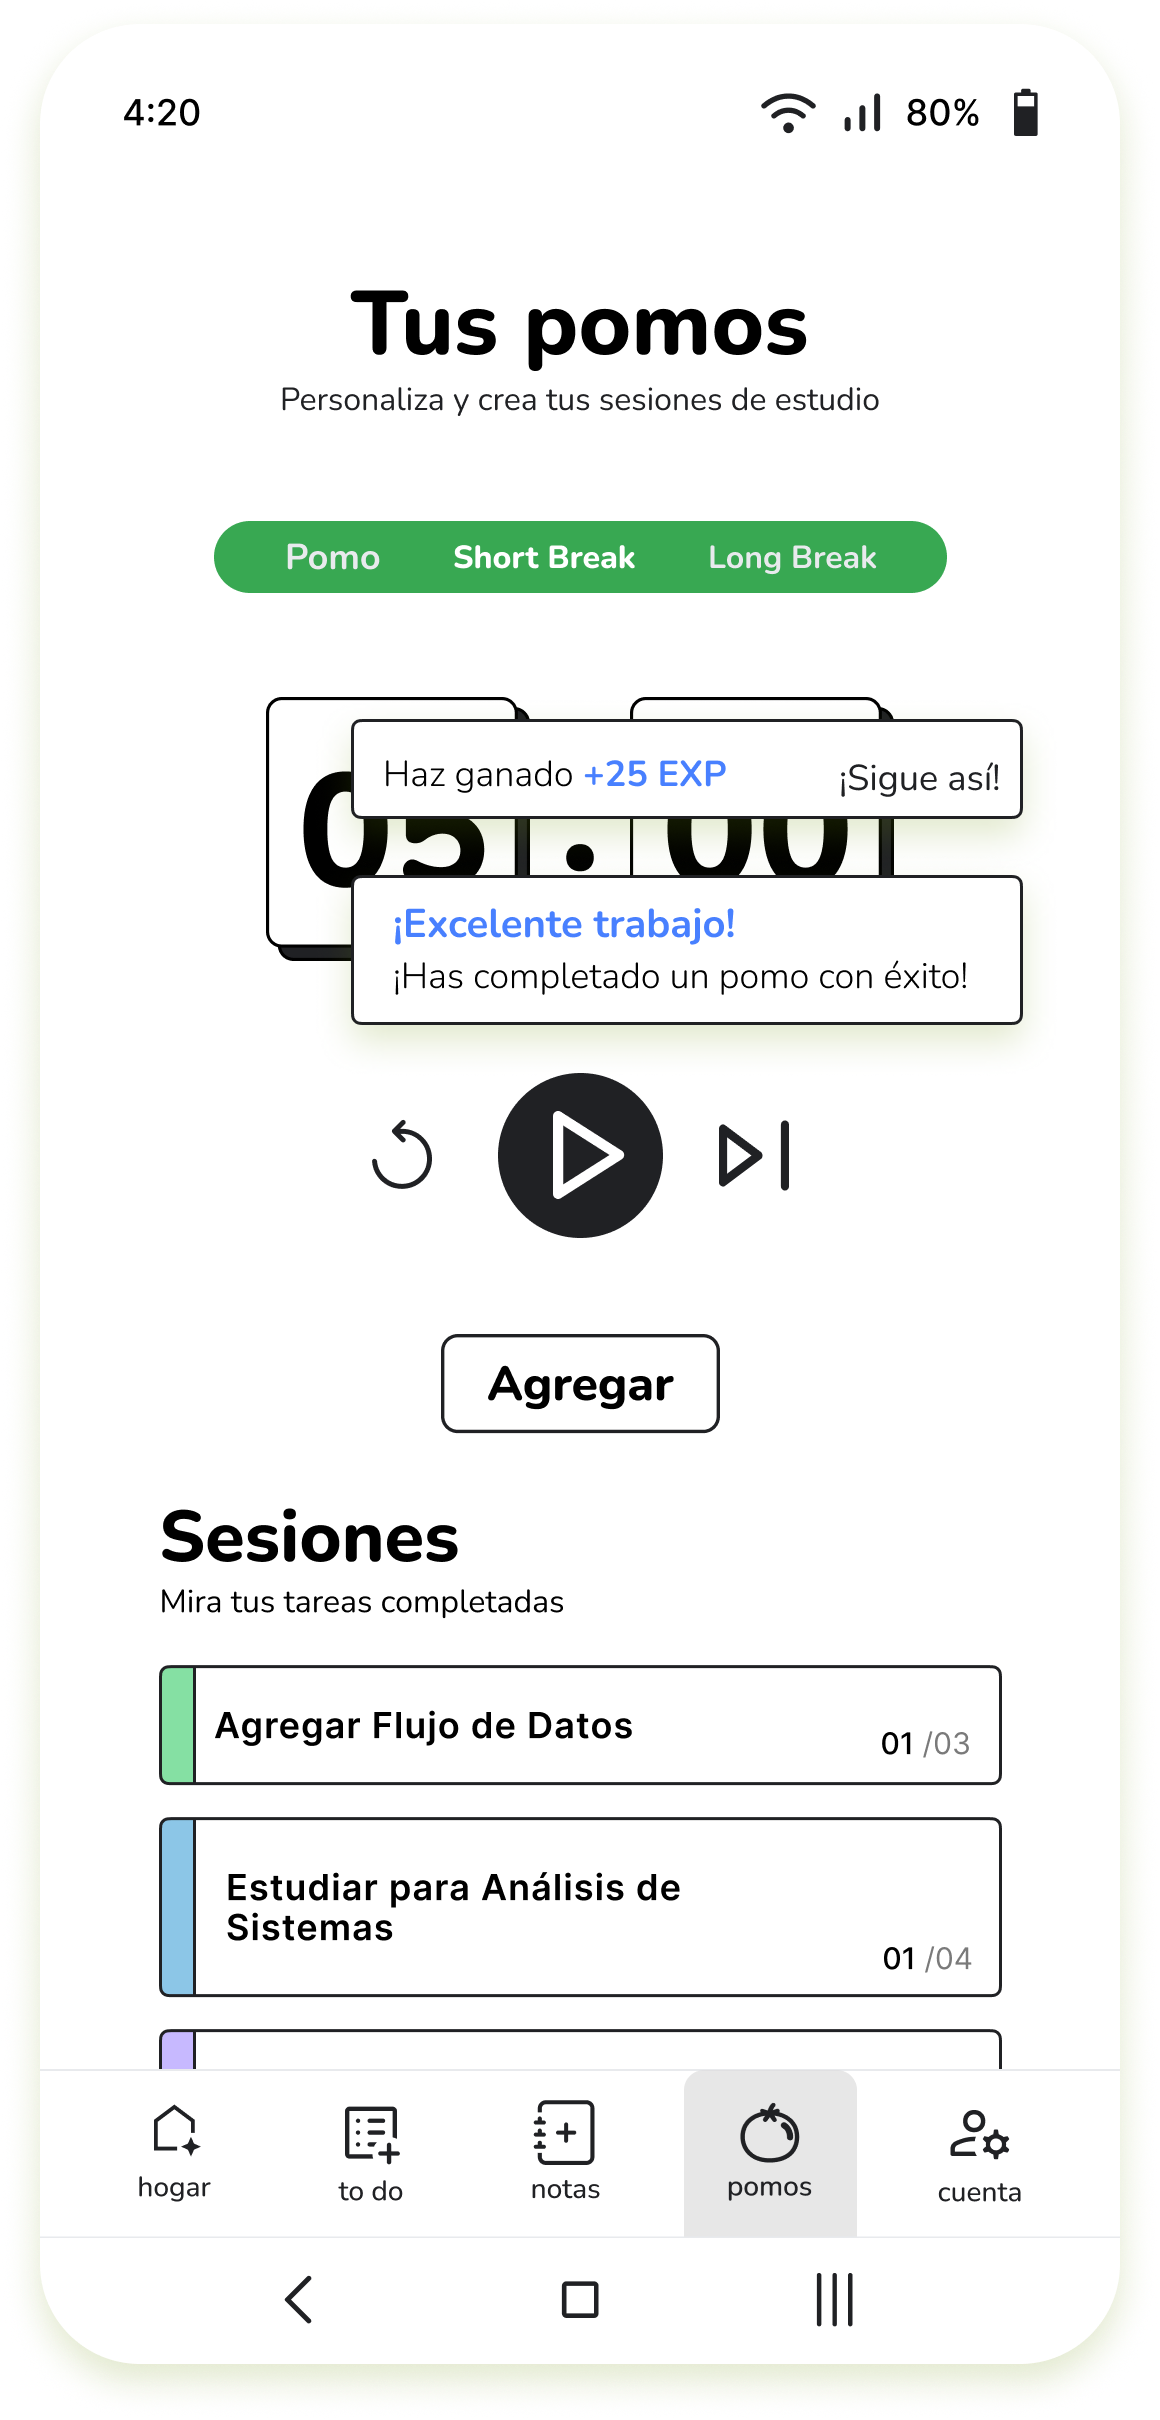 4:20
80%
Tus pomos
Personaliza y crea tus sesiones de estudio
Pomo Short Break Long Break
05 : 00
Haz ganado +25 EXP ¡Sigue así!
¡Excelente trabajo!
¡Has completado un pomo con éxito!
Agregar
Sesiones
Mira tus tareas completadas
Agregar Flujo de Datos
01 /03
Estudiar para Análisis de
Sistemas
01 /04
hogar to do notas pomos cuenta